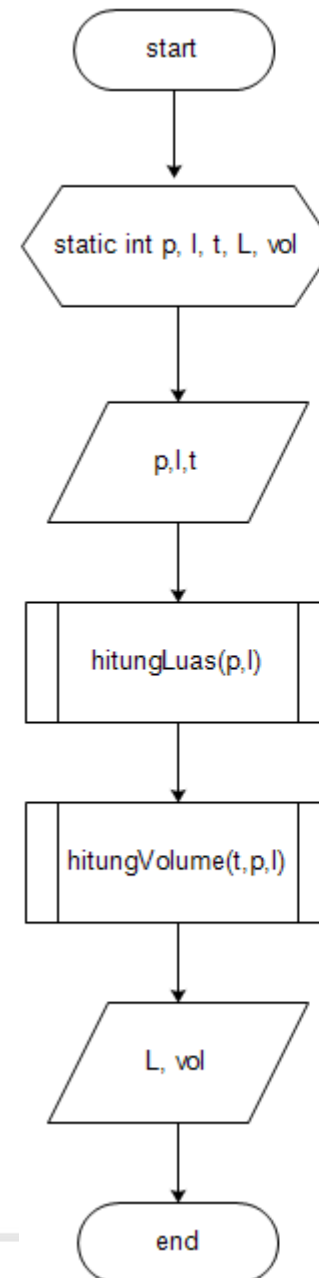 start
static int p, l, t, L, vol
p,l,t
hitungLuas(p,l)
hitungVolume(t,p,l)
L, vol
end